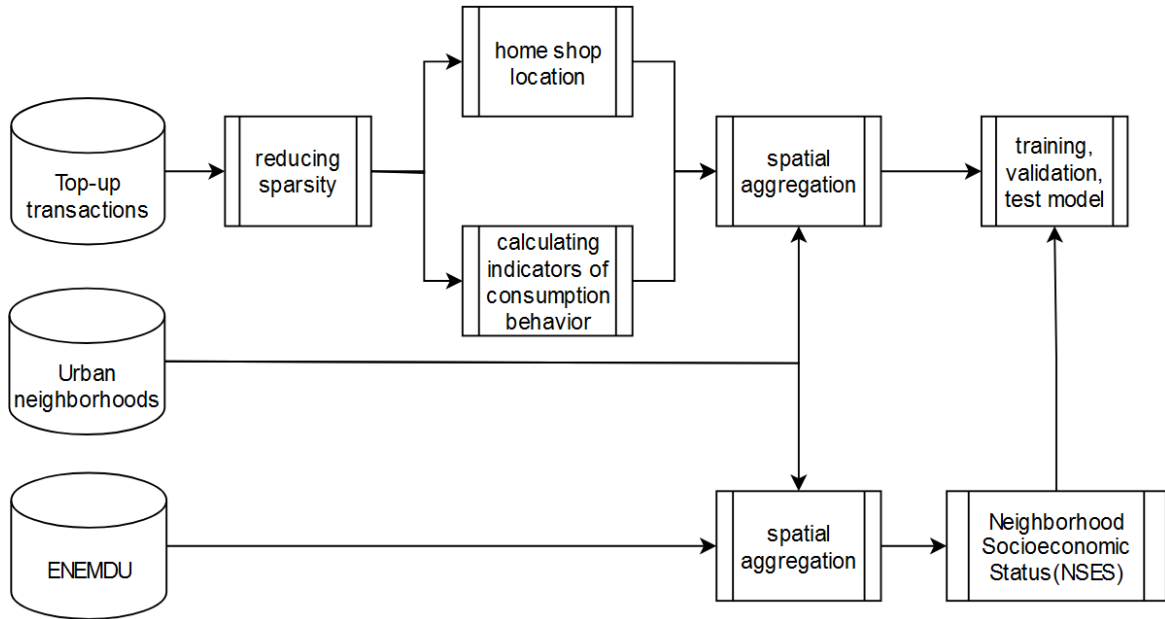 home shop
location
Top-up
transactions
reducing
sparsity
spatial
aggregation
training,
validation,
test model
calculating
indicators of
consumption
behavior
Urban
neighborhoods
ENEMDU
spatial
aggregation
Neighborhood
Socioeconomic
Status(NSES)